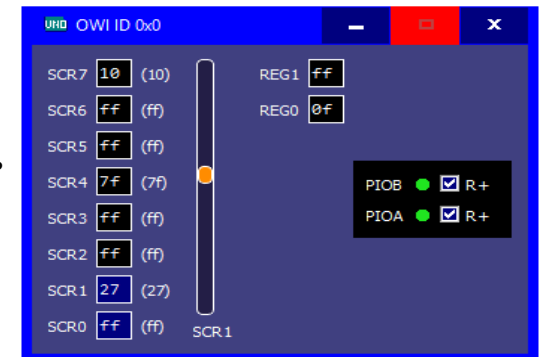 UNO OWI ID 0x0
SCR7 10 (10) REG1 ff
SCR6 ff (ff) REG0 0f
SCR5 ff (ff)
SCR4 7f (7f) PIOB R+
SCR3 ff (ff) PIOA R+
SCR2 ff (ff)
SCR1 27 (27)
SCR0 ff (ff) SCR1